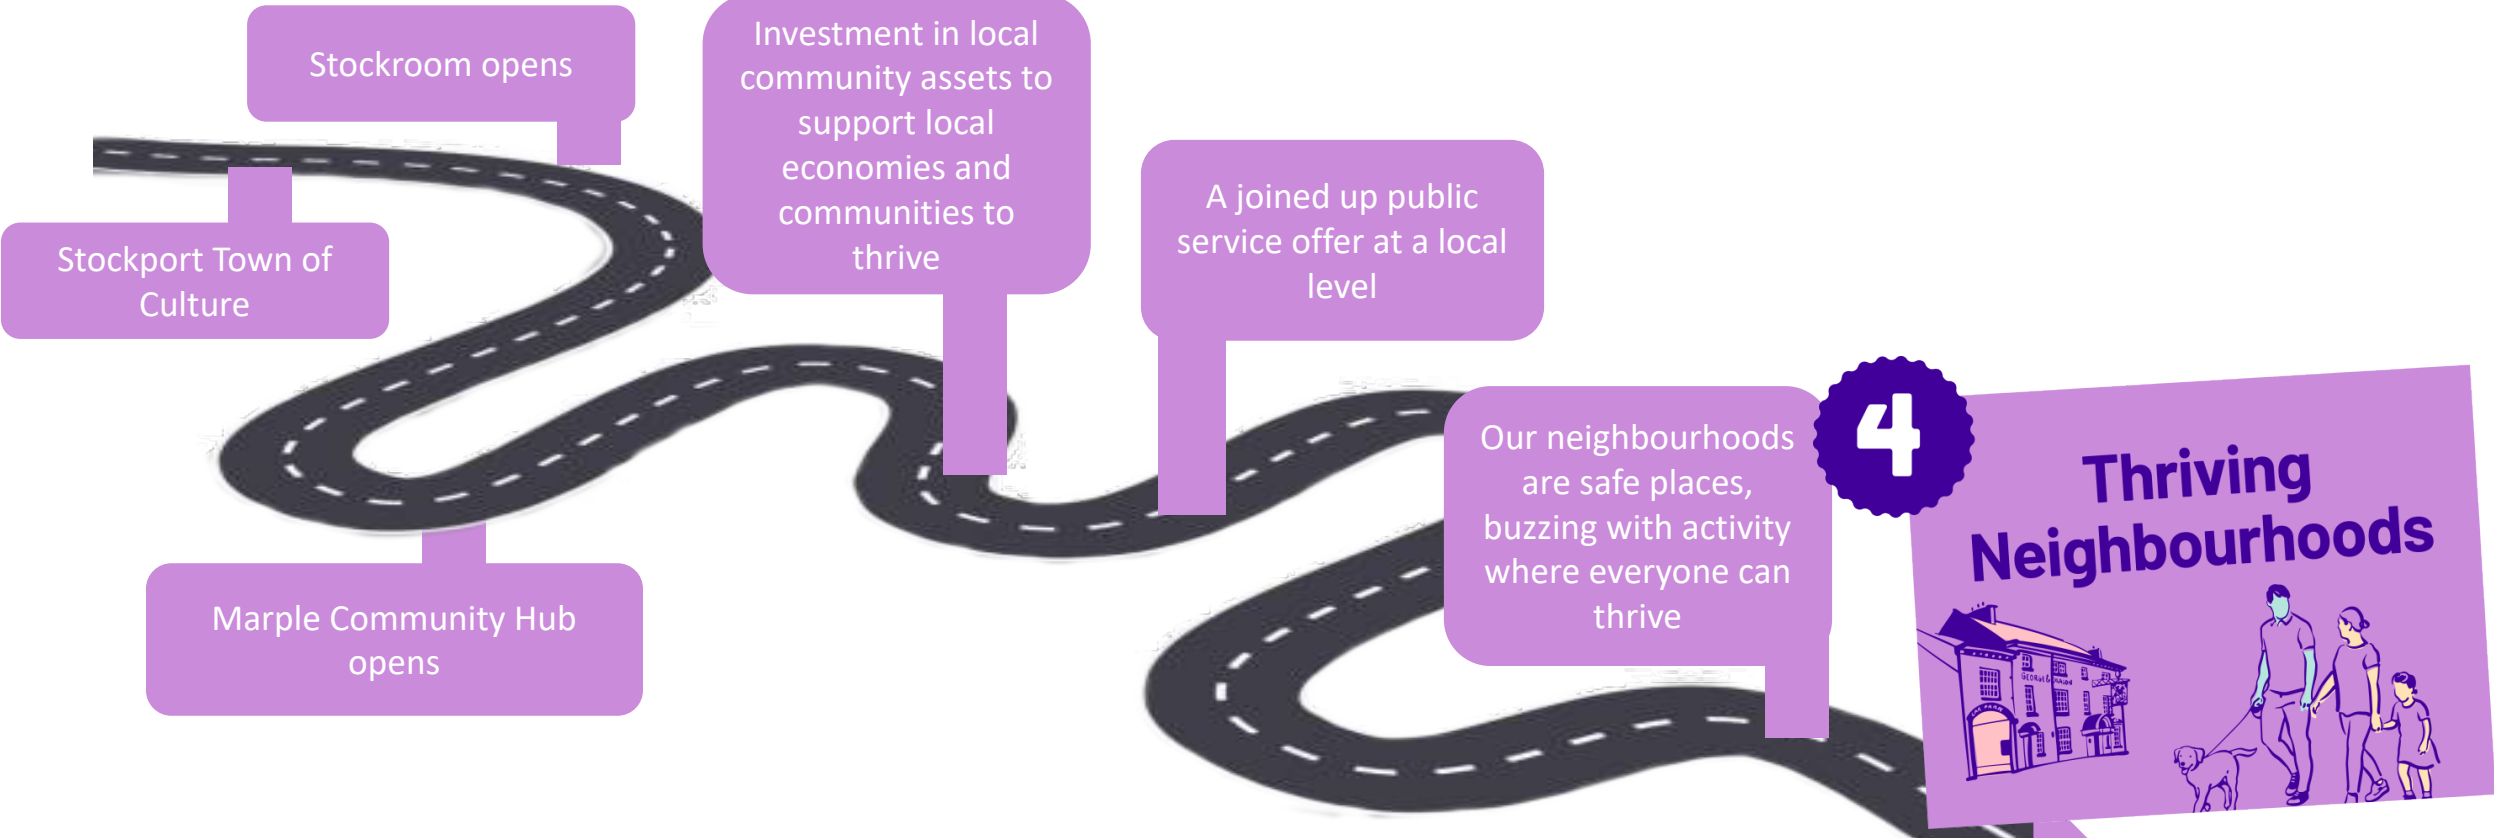 Stockroom opens
Stockport Town of
Culture
Marple Community Hub
opens
Investment in local
community assets to
support local
economies and
communities to
thrive
A joined up public
service offer at a local
level
Our neighbourhoods
are safe places,
buzzing with activity
where everyone can
thrive
4
Thriving
Neighbourhoods